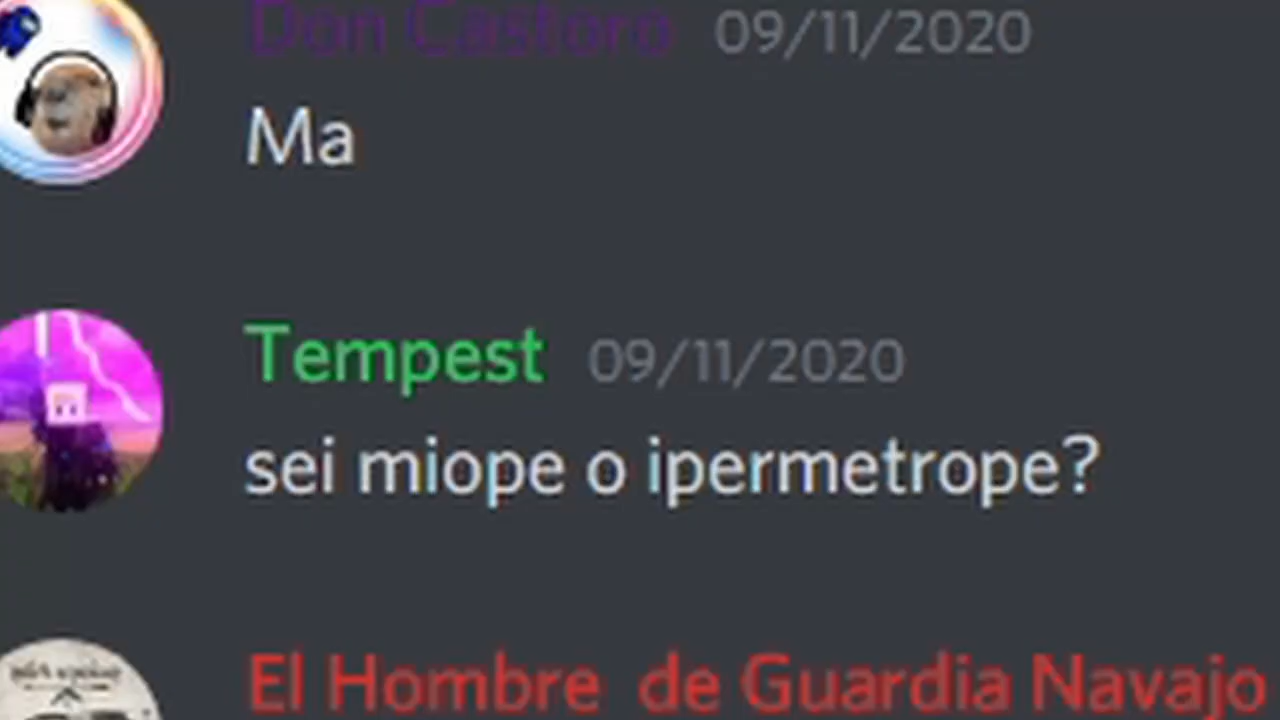 Don Castoro 09/11/2020
Ma
Tempest 09/11/2020
sei miope o ipermetrope?
El Hombre de Guardia Navajo